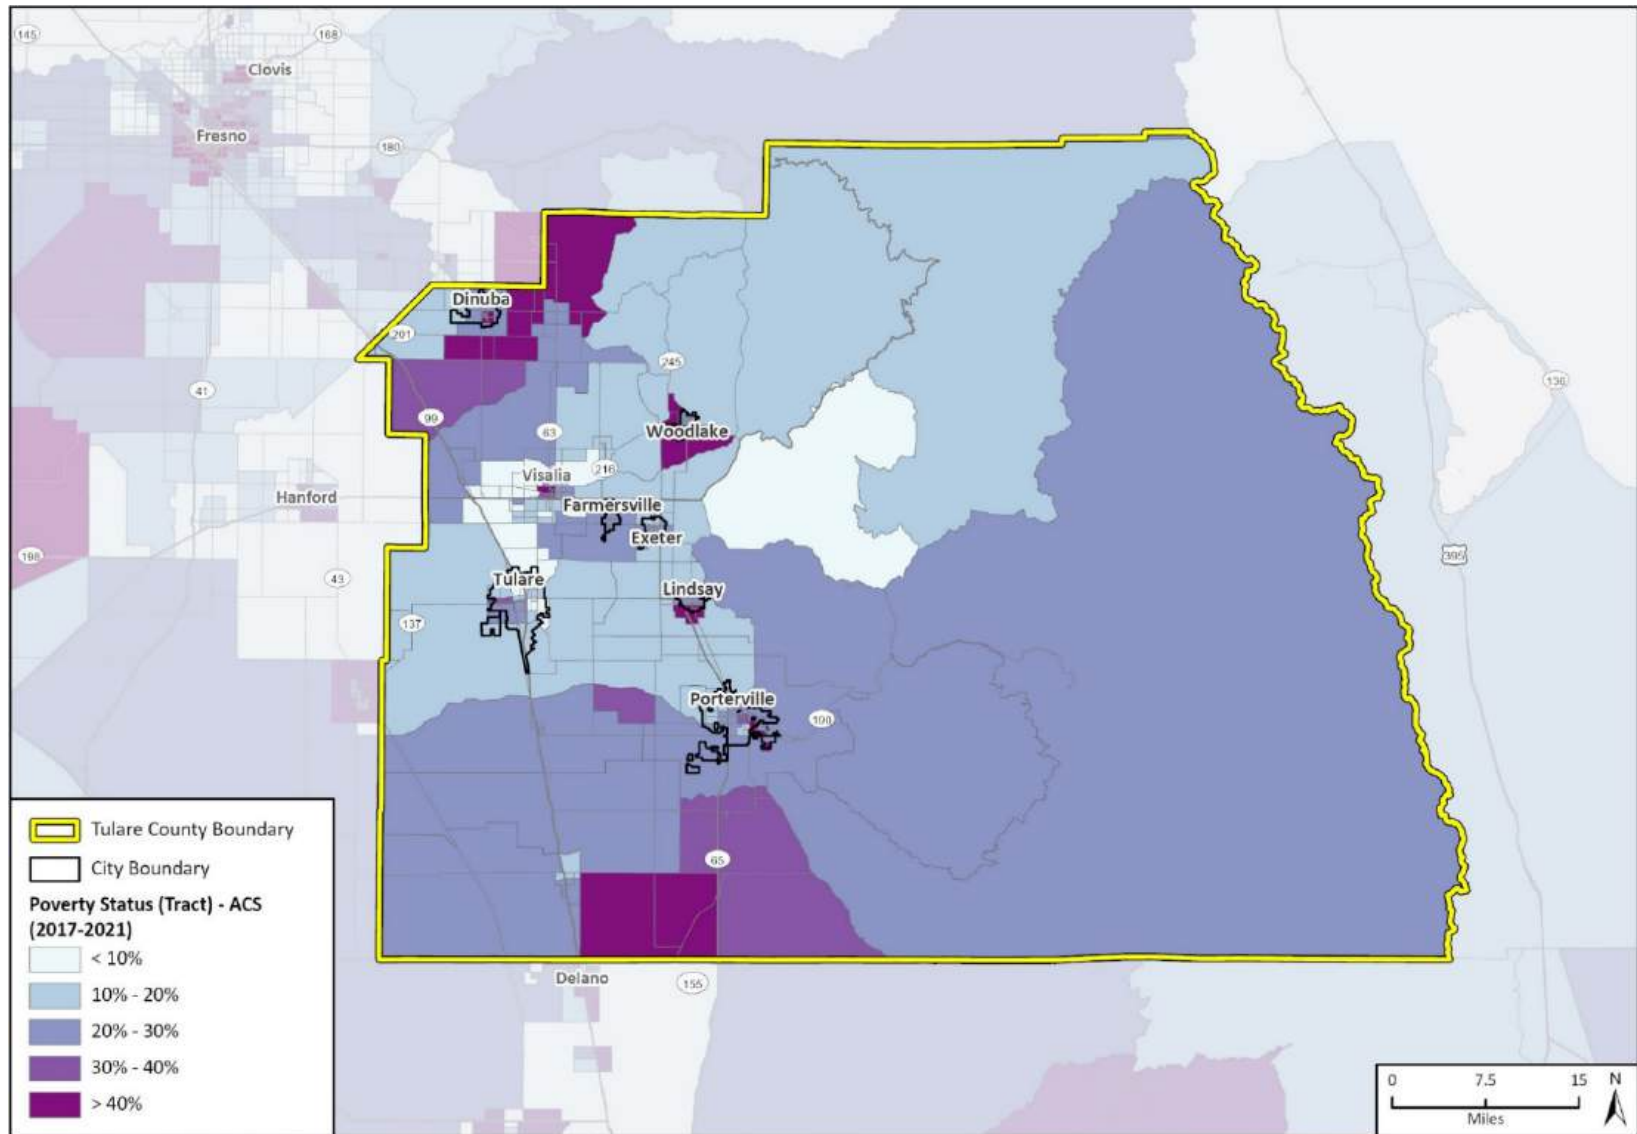 145
168
Clovis
Fresno
180
Dinuba
201
245
41
99
130
63
Woodlake
216
Visalia
Hanford
Farmersville
Exeter
198
395
43
Tulare
Lindsay
137
Porterville
190
65
Delano
155
Tulare County Boundary
City Boundary
Poverty Status (Tract) - ACS
(2017-2021)
< 10%
10% - 20%
20% - 30%
30% - 40%
> 40%
0 7.5 15 N
Miles